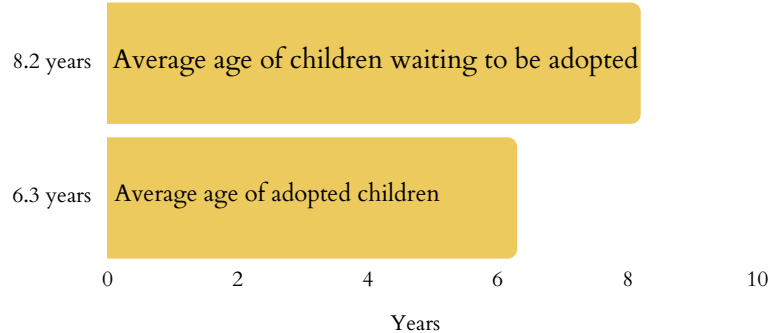 8.2 years
Average age of children waiting to be adopted
6.3 years
Average age of adopted children
0 2 4 6 8 10
Years